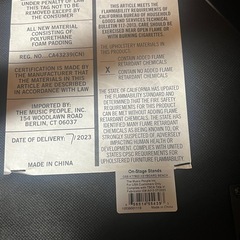 UNDER PENALTY OF LAW
THIS TAG NOT TO BE
REMOVED EXCEPT BY
THE CONSUMER
ALL NEW MATERIAL
CONSISTING OF
POLYURETHANE
FOAM PADDING
REG. NO.
CERTIFICATION IS MADE BY
THE MANUFACTURER THAT
THE MATERIALS IN THIS
ARTICLE ARE DESCRIBED
IN ACCORDANCE WITH LAW
IMPORTED BY:
THE MUSIC PEOPLE, INC.
154 WOODLAWN ROAD
BERLIN, CT 06037
DATE OF DELIVERY: 7/2023
MADE IN CHINA
FLAMMABILITY REQUIREMENTS OF
CALIFORNIA BUREAU OF HOUSEHOLD
GOODS AND SERVICES TECHNICAL
BULLETIN 117-2013. CARE SHOULD BE
EXERCISED NEAR OPEN FLAME OR
WITH BURNING CIGARETTES.
THE UPHOLSTERY MATERIALS IN
THIS PRODUCT:
CONTAIN ADDED FLAME
RETARDANT CHEMICALS
X CONTAIN NO ADDED FLAME
RETARDANT CHEMICALS
THE STATE OF CALIFORNIA HAS UPDATED
THE FLAMMABILITY STANDARD AND
DETERMINED THAT THE FIRE SAFETY
REQUIREMENTS FOR THIS PRODUCT
CAN BE MET WITHOUT ADDING FLAME
RETARDANT CHEMICALS. THE STATE HAS
IDENTIFIED MANY FLAME RETARDANT
CHEMICALS AS BEING KNOWN TO, OR
STRONGLY SUSPECTED OF, ADVERSELY
IMPACTING HUMAN HEALTH OR
DEVELOPMENT. COMPLIES WITH UNITED
STATES CPSC REQUIREMENTS FOR
UPHOLSTERED FURNITURE FLAMMABILITY.
On-Stage Stands